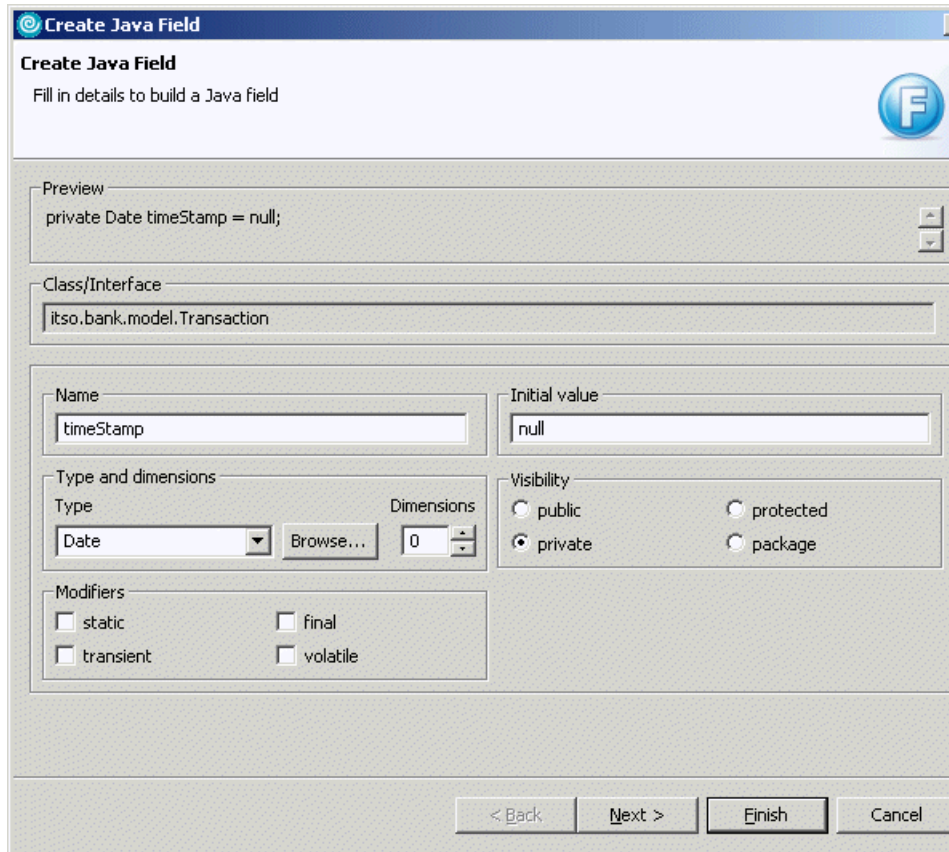 Create Java Field
Create Java Field
Fill in details to build a Java field
F
Preview
private Date timeStamp = null;
Class/Interface
itso.bank.model.Transaction
Name
timeStamp
Initial value
null
Type and dimensions
Type
Dimensions
Date
Browse...
0
Visibility
public
protected
private
package
Modifiers
static
final
transient
volatile
< Back
Next >
Finish
Cancel